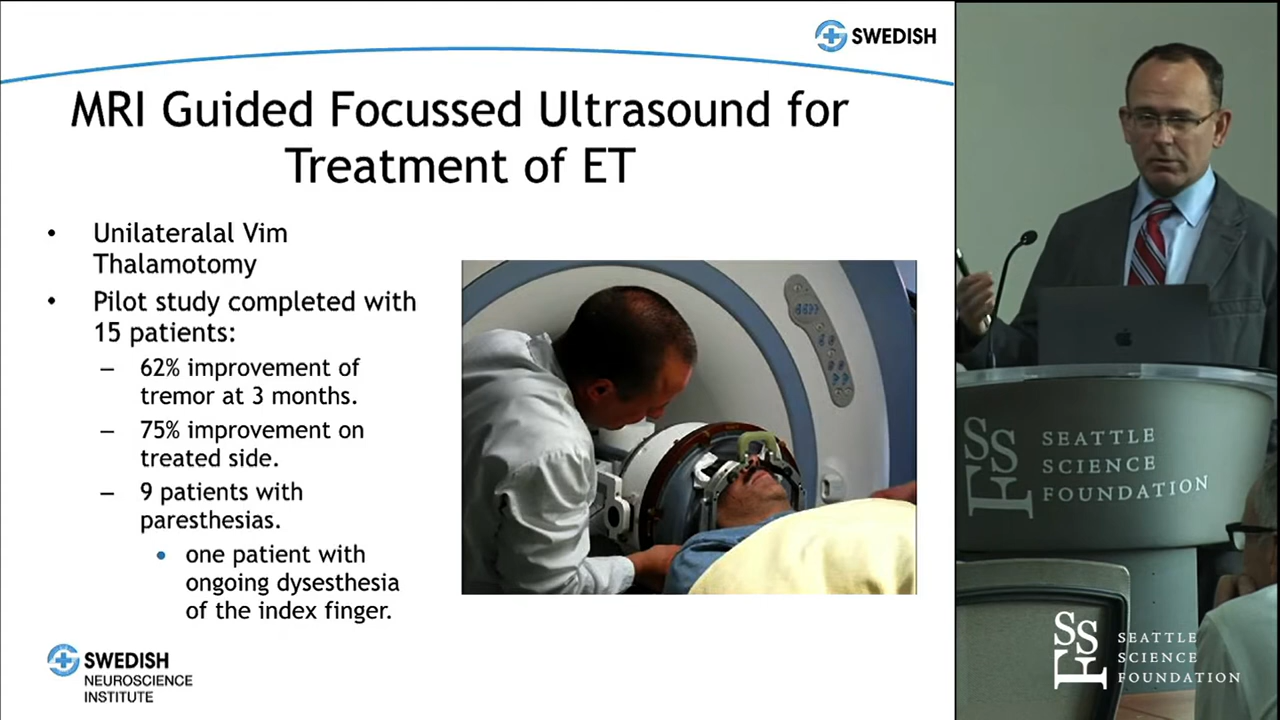 SWEDISH
MRI Guided Focussed Ultrasound for
Treatment of ET
• Unilateralal Vim
Thalamotomy
• Pilot study completed with
15 patients:
– 62% improvement of
tremor at 3 months.
– 75% improvement on
treated side.
– 9 patients with
paresthesias.
• one patient with
ongoing dysesthesia
of the index finger.
SWEDISH
NEUROSCIENCE
INSTITUTE
SSF
SEATTLE
SCIENCE
FOUNDATION
SSF
SEATTLE
SCIENCE
FOUNDATION